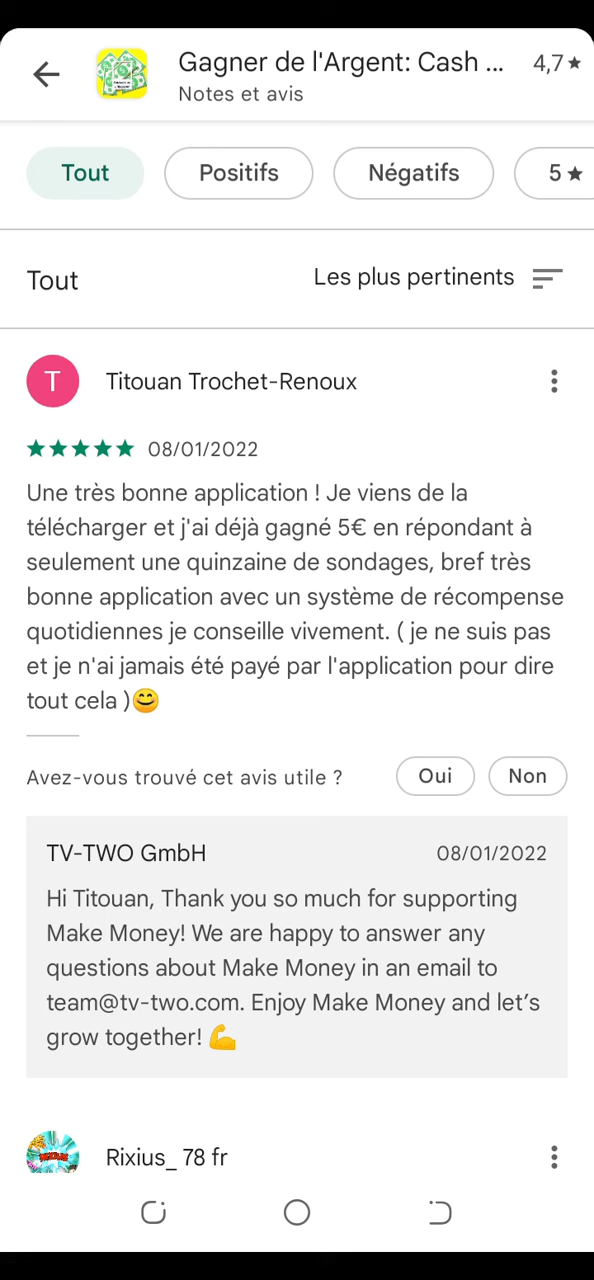 Gagner de l'Argent: Cash ... 4,7★
Notes et avis
Tout Positifs Négatifs 5★
Tout Les plus pertinents
T Titouan Trochet-Renoux
08/01/2022
Une très bonne application ! Je viens de la
télécharger et j'ai déjà gagné 5€ en répondant à
seulement une quinzaine de sondages, bref très
bonne application avec un système de récompense
quotidiennes je conseille vivement. ( je ne suis pas
et je n'ai jamais été payé par l'application pour dire
tout cela )😊
Avez-vous trouvé cet avis utile ? Oui Non
TV-TWO GmbH 08/01/2022
Hi Titouan, Thank you so much for supporting
Make Money! We are happy to answer any
questions about Make Money in an email to
team@tv-two.com. Enjoy Make Money and let’s
grow together! 💪
Rixius_ 78 fr